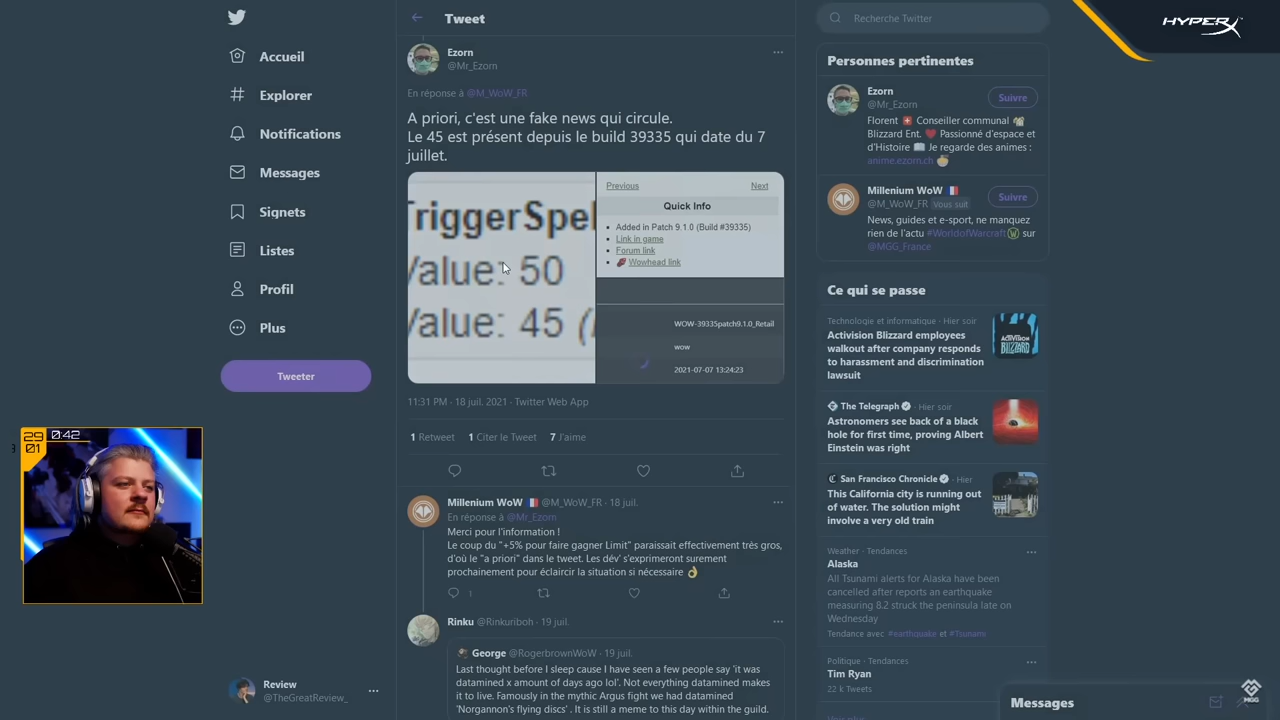 Accueil
Explorer
Notifications
Messages
Signets
Listes
Profil
Plus
Tweeter
29
01
0:42
Review
@TheGreatReview_
Tweet
Ezorn
@Mr_Ezorn
En réponse à @M_WoW_FR
A priori, c'est une fake news qui circule.
Le 45 est présent depuis le build 39335 qui date du 7
juillet.
TriggerSpel
Value: 50
Value: 45
Previous
Next
Quick Info
Added in Patch 9.1.0 (Build #39335)
Link in game
Forum link
Wowhead link
WOW-39335patch9.1.0_Retail
wow
2021-07-07 13:24:23
11:31 PM · 18 juil. 2021 · Twitter Web App
1 Retweet 1 Citer le Tweet 7 J'aime
Millenium WoW @M_WoW_FR · 18 juil.
En réponse à @Mr_Ezorn
Merci pour l'information !
Le coup du "+5% pour faire gagner Limit" paraissait effectivement très gros,
d'où le "a priori" dans le tweet. Les dév' s'exprimeront surement
prochainement pour éclaircir la situation si nécessaire 👌
1
Rinku @Rinkuriboh · 19 juil.
George @RogerbrownWoW · 19 juil.
Last thought before I sleep cause I have seen a few people say 'it was
datamined x amount of days ago lol'. Not everything datamined makes
it to live. Famously in the mythic Argus fight we had datamined
'Norgannon's flying discs' . It is still a meme to this day within the guild.
Recherche Twitter
HYPERX
Personnes pertinentes
Ezorn
@Mr_Ezorn
Suivre
Florent Conseiller communal
Blizzard Ent. Passionné d'espace et
d'Histoire Je regarde des animes :
anime.ezorn.ch
Millenium WoW
@M_WoW_FR Vous suit
Suivre
News, guides et e-sport, ne manquez
rien de l'actu #WorldofWarcraft sur
@MGG_France
Ce qui se passe
Technologie et informatique · Hier soir
Activision Blizzard employees
walkout after company responds
to harassment and discrimination
lawsuit
ACTIVISION
BLIZZARD
The Telegraph · Hier soir
Astronomers see back of a black
hole for first time, proving Albert
Einstein was right
San Francisco Chronicle · Hier
This California city is running out
of water. The solution might
involve a very old train
Weather · Tendances
Alaska
All Tsunami alerts for Alaska have been
cancelled after reports an earthquake
measuring 8.2 struck the peninsula late on
Wednesday
Tendance avec #earthquake et #Tsunami
Politique · Tendances
Tim Ryan
22 k Tweets
Messages
MGG